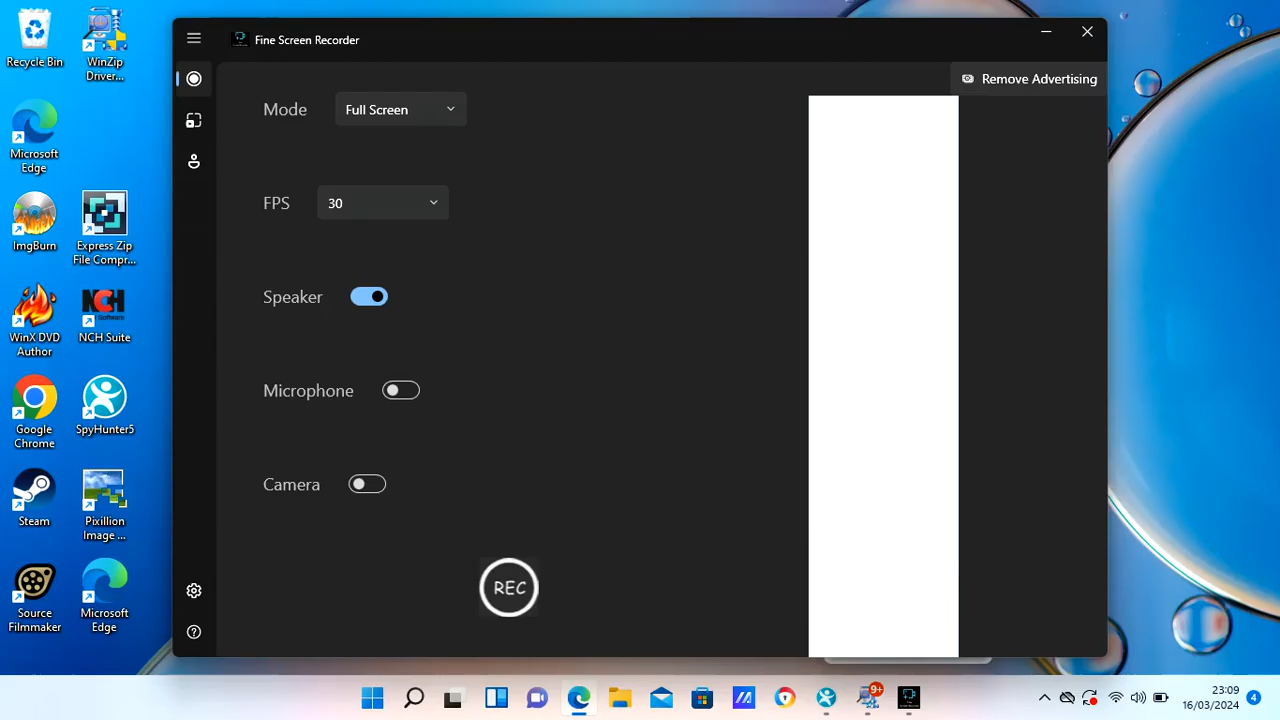 Recycle Bin
WinZip
Driver...
Microsoft
Edge
ImgBurn
Express Zip
File Compr...
WinX DVD
Author
NCH
Software
NCH Suite
Google
Chrome
SpyHunter5
Steam
Pixillion
Image ...
Source
Filmmaker
Microsoft
Edge
Fine Screen Recorder
Remove Advertising
Mode
Full Screen
FPS
30
Speaker
Microphone
Camera
REC
9+
23:09
16/03/2024
4